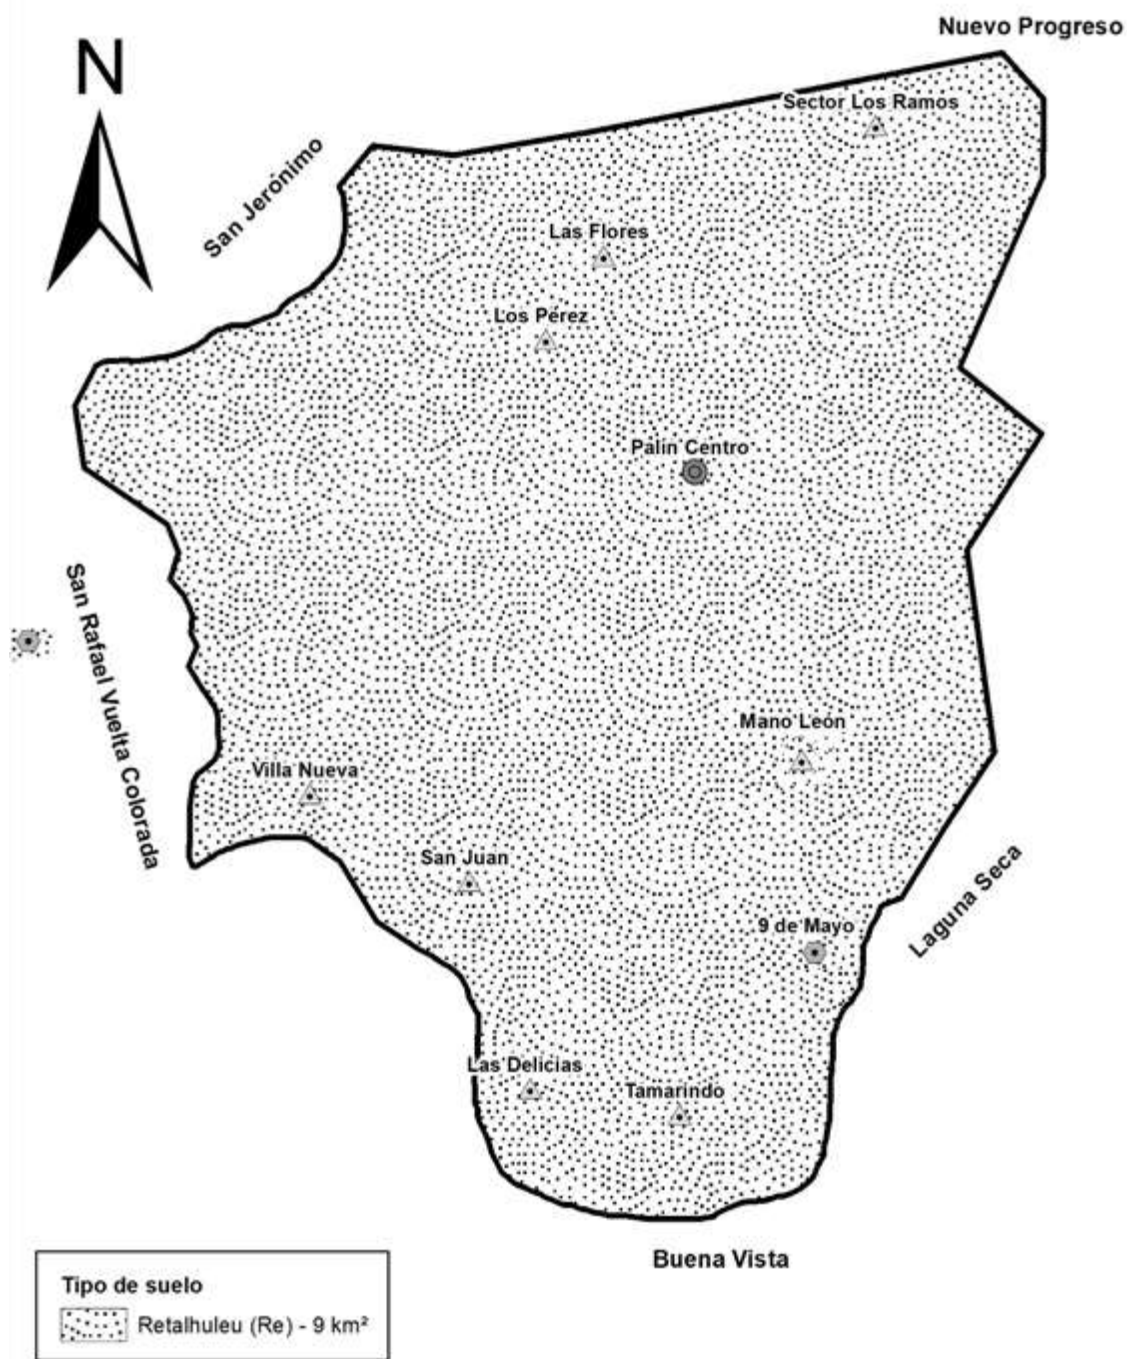 Nuevo Progreso
N
Sector Los Ramos
San Jerónimo
Las Flores
Los Pérez
Palín Centro
San Rafael Vuelta Colorada
Mano León
Villa Nueva
San Juan
9 de Mayo
Laguna Seca
Las Delicias
Tamarindo
Buena Vista
Tipo de suelo
Retalhuleu (Re) - 9 km²